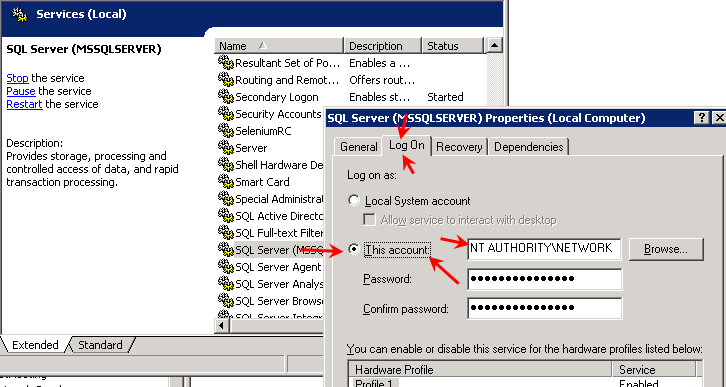 Services (Local)
SQL Server (MSSQLSERVER)
Stop the service
Pause the service
Restart the service
Description:
Provides storage, processing and
controlled access of data, and rapid
transaction processing.
Name Description Status
Resultant Set of Po... Enables a ...
Routing and Remot... Offers rout...
Secondary Logon Enables st... Started
Security Accounts
SeleniumRC
Server
Shell Hardware De
Smart Card
Special Administra
SQL Active Direct
SQL Full-text Filter
SQL Server (MSS
SQL Server Agent
SQL Server Analys
SQL Server Brows
SQL Server Integr
Extended Standard
SQL Server (MSSQLSERVER) Properties (Local Computer)
General Log On Recovery Dependencies
Log on as:
Local System account
Allow service to interact with desktop
This account:
NT AUTHORITY\NETWORK
Browse...
Password:
Confirm password:
You can enable or disable this service for the hardware profiles listed below:
Hardware Profile Service
Profile 1 Enabled